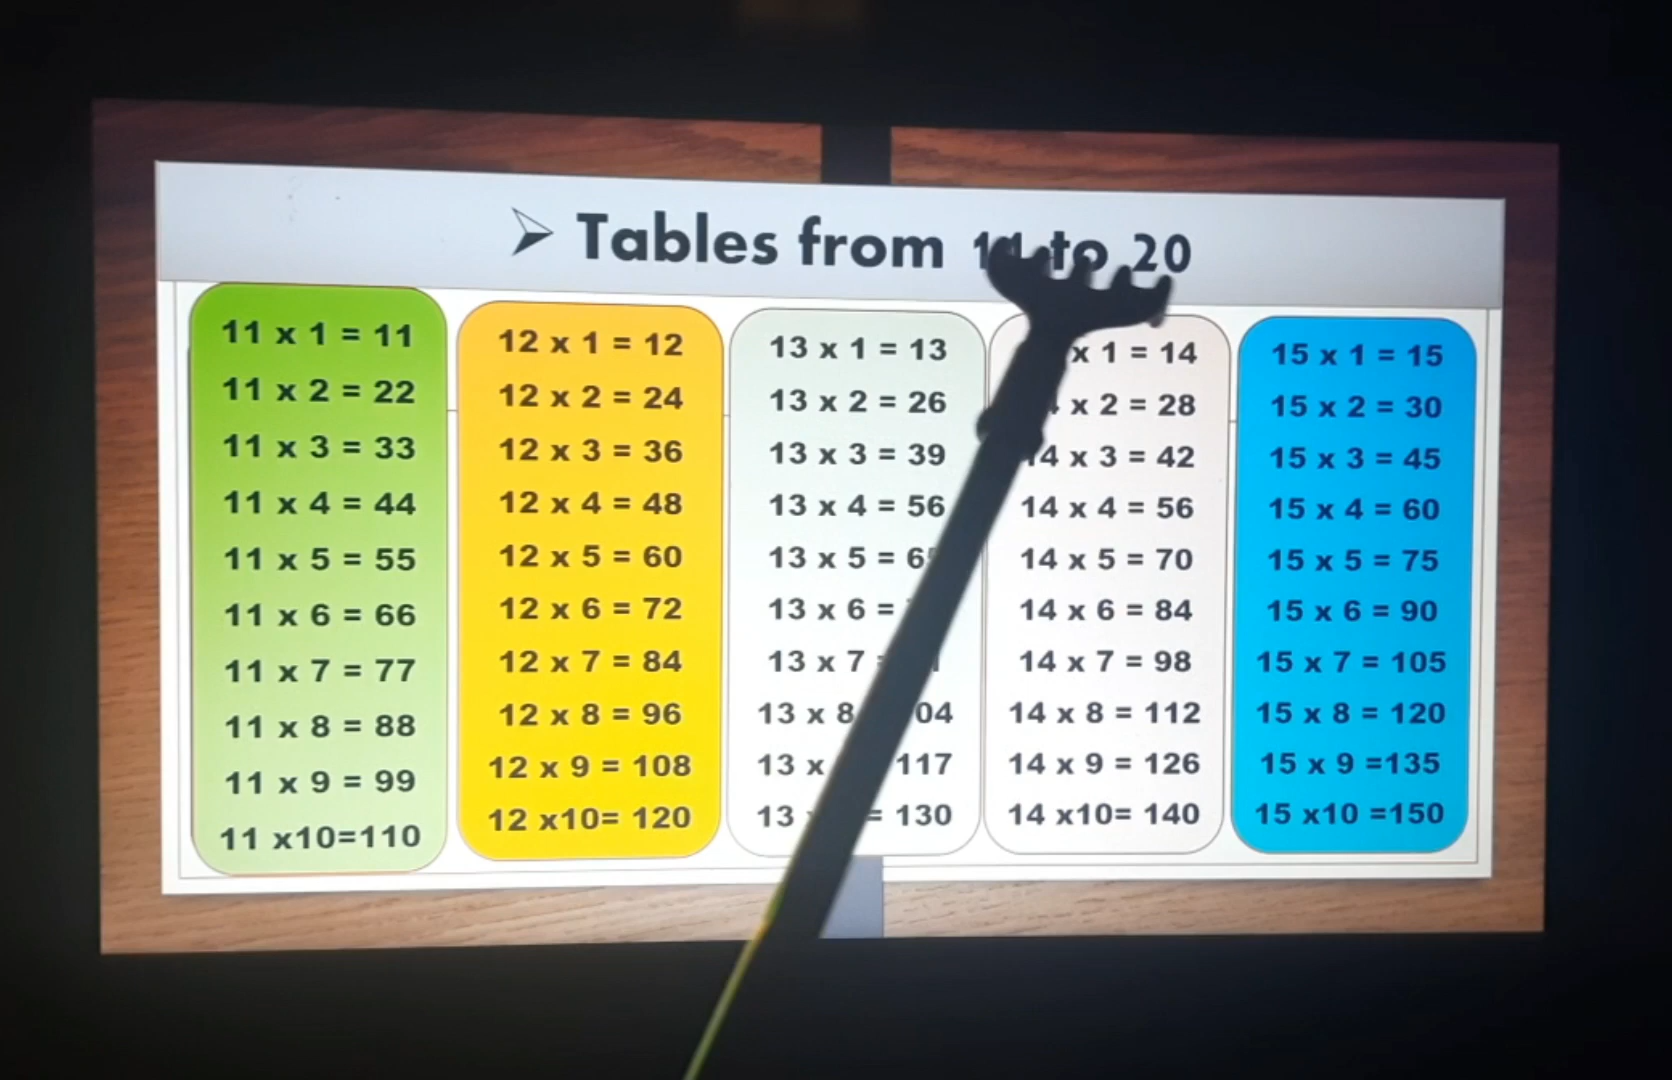 ➢ Tables from to 20
11 x 1 = 11
11 x 2 = 22
11 x 3 = 33
11 x 4 = 44
11 x 5 = 55
11 x 6 = 66
11 x 7 = 77
11 x 8 = 88
11 x 9 = 99
11 x10=110
12 x 1 = 12
12 x 2 = 24
12 x 3 = 36
12 x 4 = 48
12 x 5 = 60
12 x 6 = 72
12 x 7 = 84
12 x 8 = 96
12 x 9 = 108
12 x10= 120
13 x 1 = 13
13 x 2 = 26
13 x 3 = 39
13 x 4 = 56
13 x 5 =
13 x 6 =
13 x 7
13 x 8
13 x 117
13 = 130
x 1 = 14
x 2 = 28
x 3 = 42
14 x 4 = 56
14 x 5 = 70
14 x 6 = 84
14 x 7 = 98
14 x 8 = 112
14 x 9 = 126
14 x10= 140
15 x 1 = 15
15 x 2 = 30
15 x 3 = 45
15 x 4 = 60
15 x 5 = 75
15 x 6 = 90
15 x 7 = 105
15 x 8 = 120
15 x 9 =135
15 x10 =150